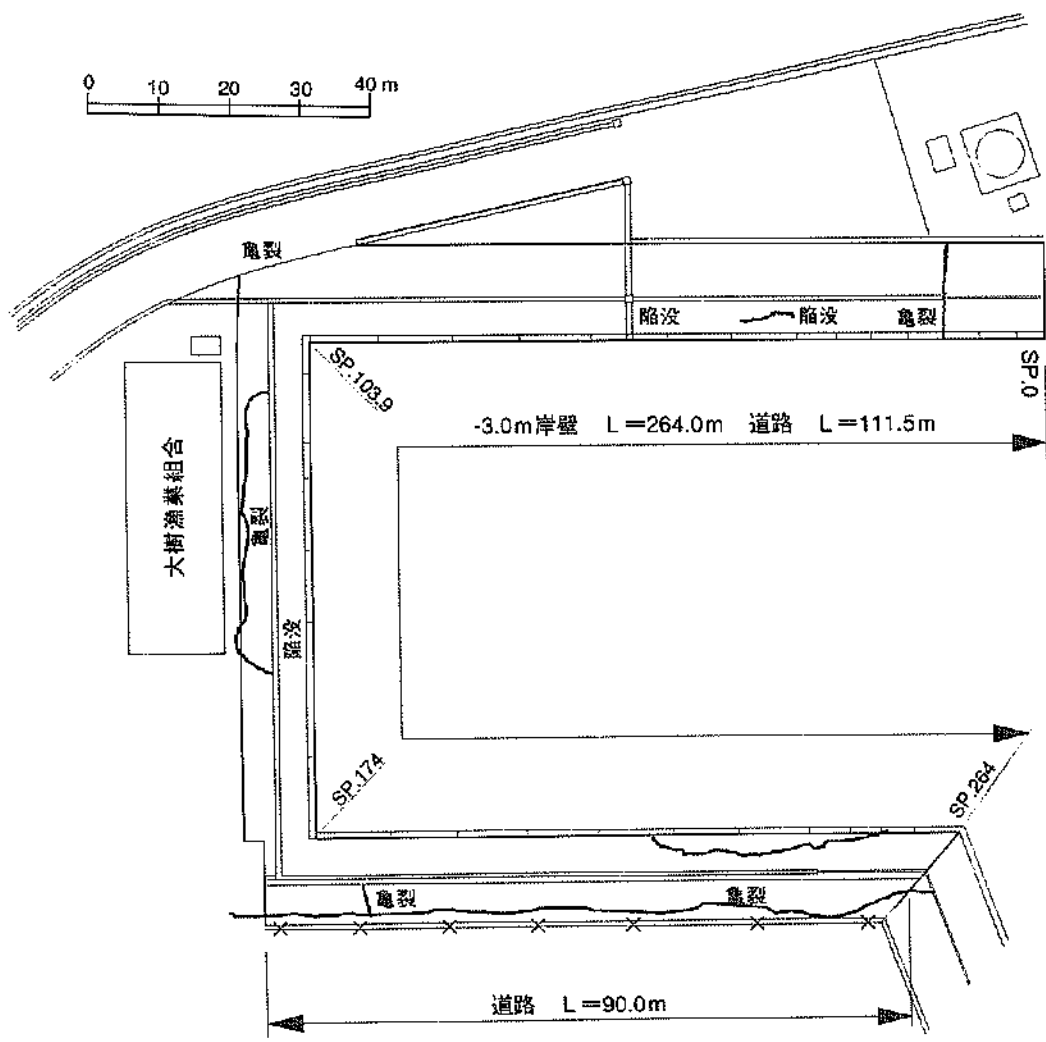 0 10 20 30 40 m
亀裂
陥没 陥没 亀裂
SP.103.9
SP.0
-3.0m岸壁 L=264.0m 道路 L=111.5m
大樹漁業組合
亀裂
陥没
SP.174
SP.264
亀裂 亀裂
道路 L=90.0m